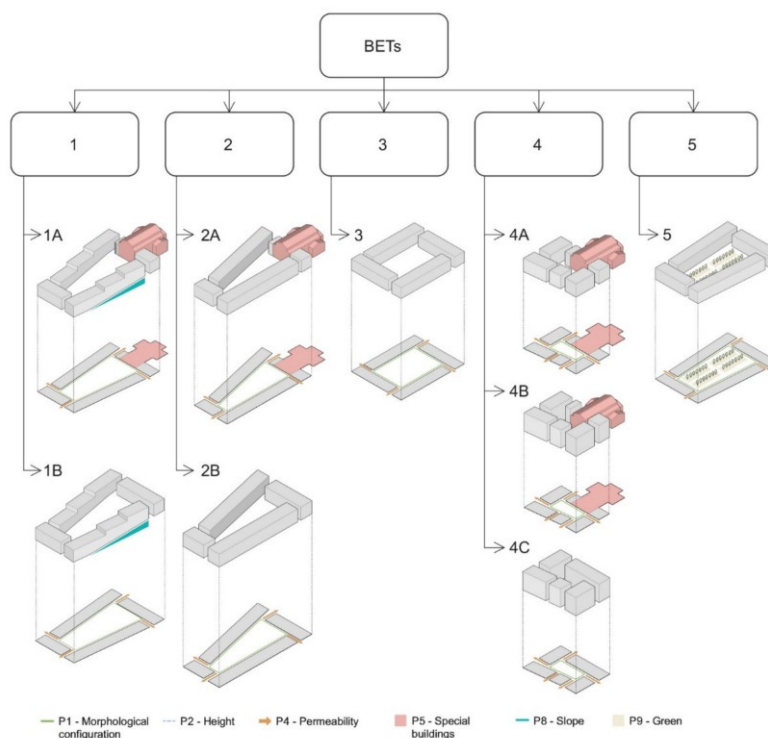 BETs
1 2 3 4 5
1A 2A 3 4A 5
4B
1B 2B
4C
P1 - Morphological configuration
P2 - Height
P4 - Permeability
P5 - Special buildings
P8 - Slope
P9 - Green